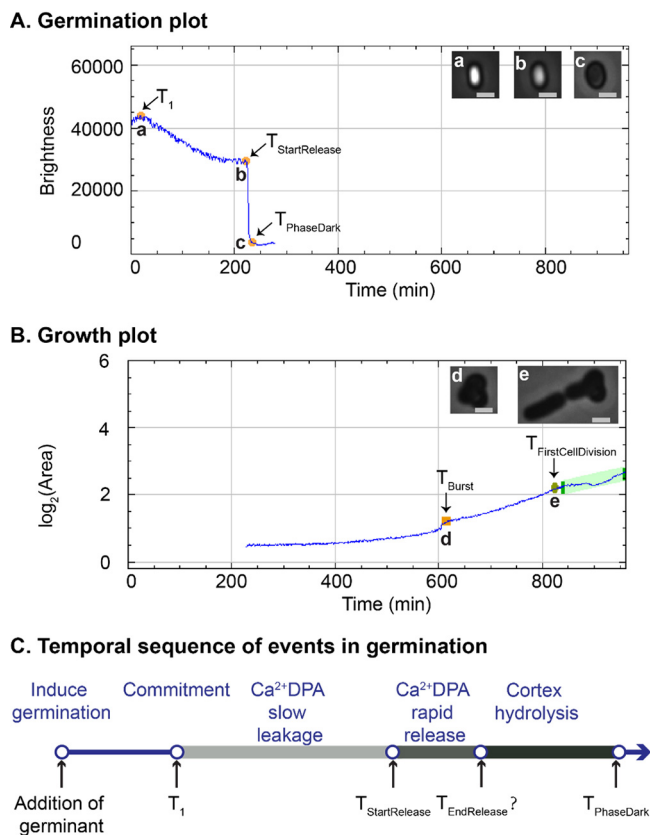 A. Germination plot
60000
40000
20000
0
Brightness
0
200
400
600
800
Time (min)
T1
a
TStartRelease
b
TPhaseDark
c
a
b
c
B. Growth plot
6
4
2
0
log2(Area)
0
200
400
600
800
Time (min)
d
e
TBurst
d
TFirstCellDivision
e
C. Temporal sequence of events in germination
Induce
germination
Commitment
Ca2+DPA
slow
leakage
Ca2+DPA
rapid
release
Cortex
hydrolysis
Addition of
germinant
T1
TStartRelease
TEndRelease?
TPhaseDark